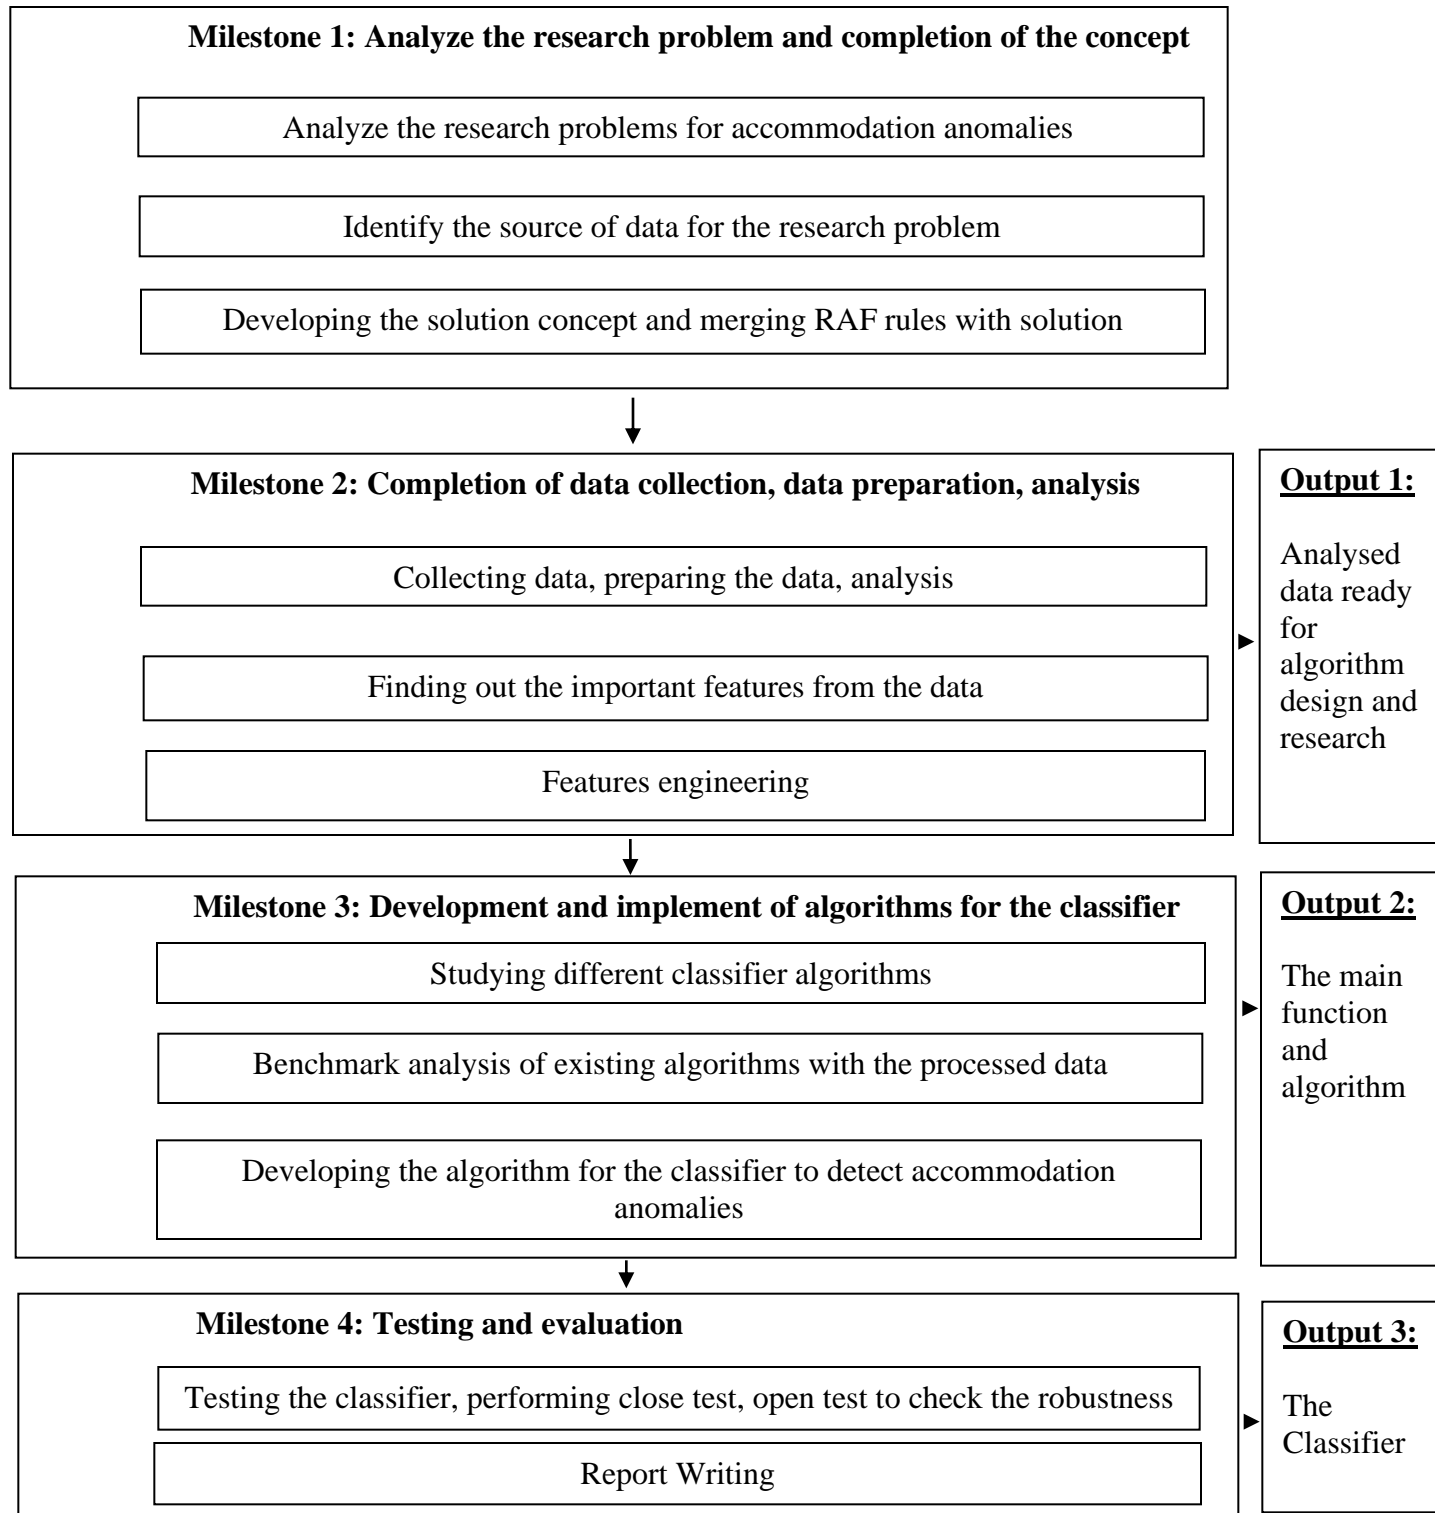 Milestone 1: Analyze the research problem and completion of the concept
Analyze the research problems for accommodation anomalies
Identify the source of data for the research problem
Developing the solution concept and merging RAF rules with solution
Milestone 2: Completion of data collection, data preparation, analysis
Collecting data, preparing the data, analysis
Finding out the important features from the data
Features engineering
Output 1:
Analysed
data ready
for
algorithm
design and
research
Milestone 3: Development and implement of algorithms for the classifier
Studying different classifier algorithms
Benchmark analysis of existing algorithms with the processed data
Developing the algorithm for the classifier to detect accommodation
anomalies
Output 2:
The main
function
and
algorithm
Milestone 4: Testing and evaluation
Testing the classifier, performing close test, open test to check the robustness
Report Writing
Output 3:
The
Classifier